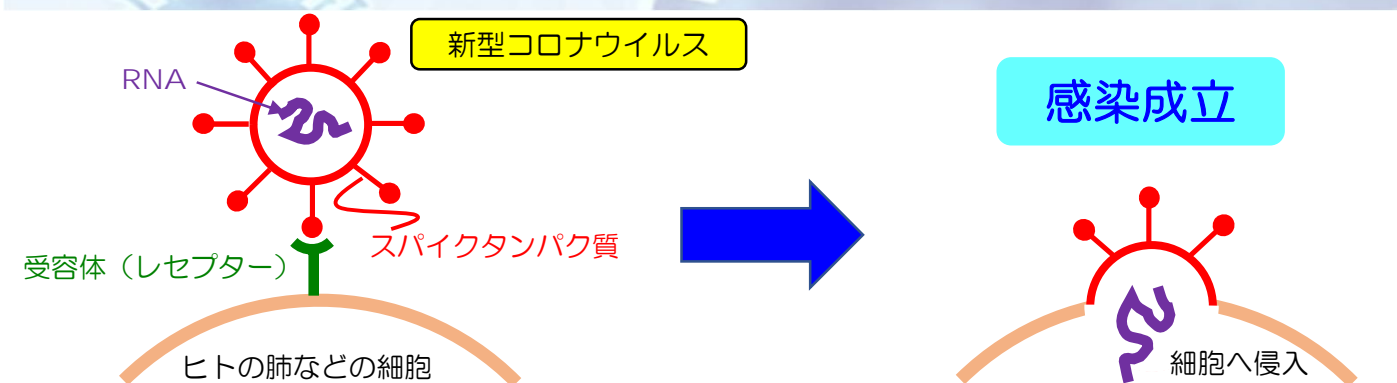 新型コロナウイルス
RNA
感染成立
スパイクタンパク質
受容体（レセプター）
ヒトの肺などの細胞
細胞へ侵入